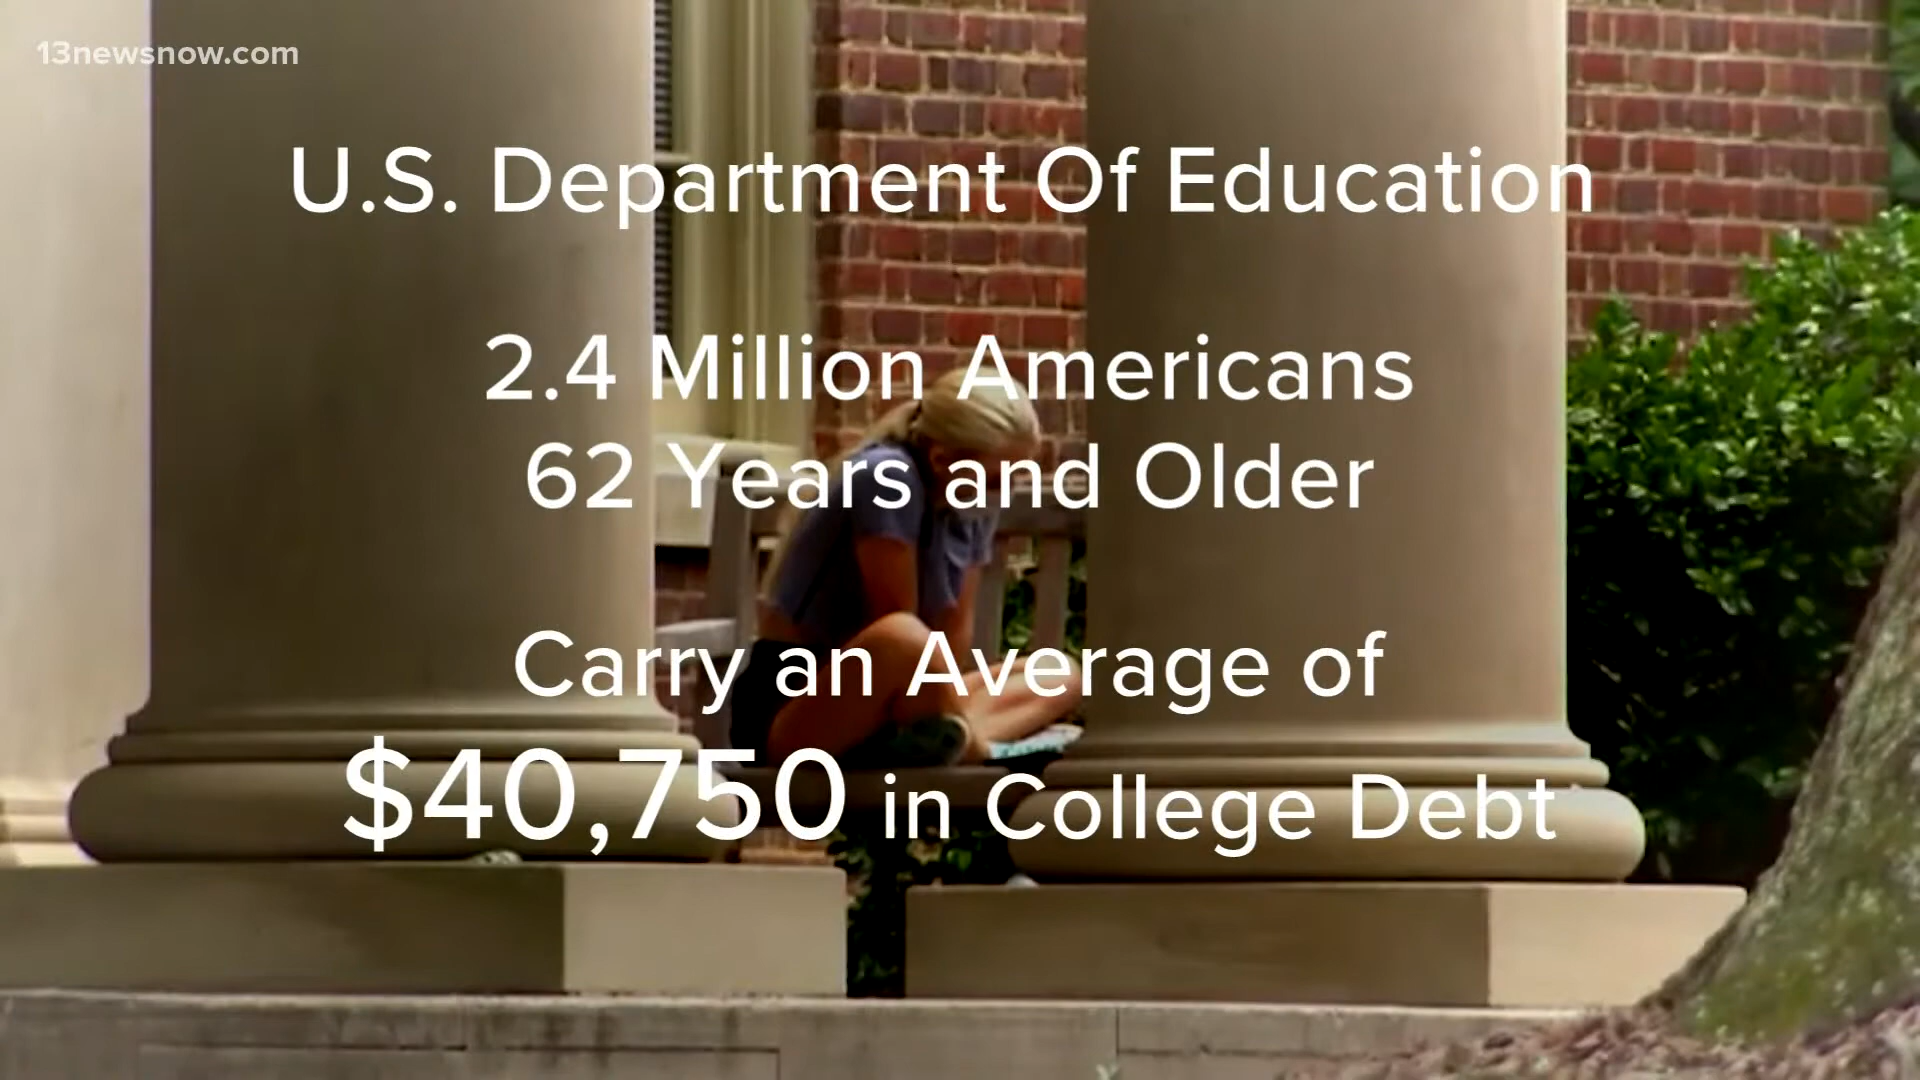 13newsnow.com
U.S. Department Of Education
2.4 Million Americans
62 Years and Older
Carry an Average of
$40,750 in College Debt